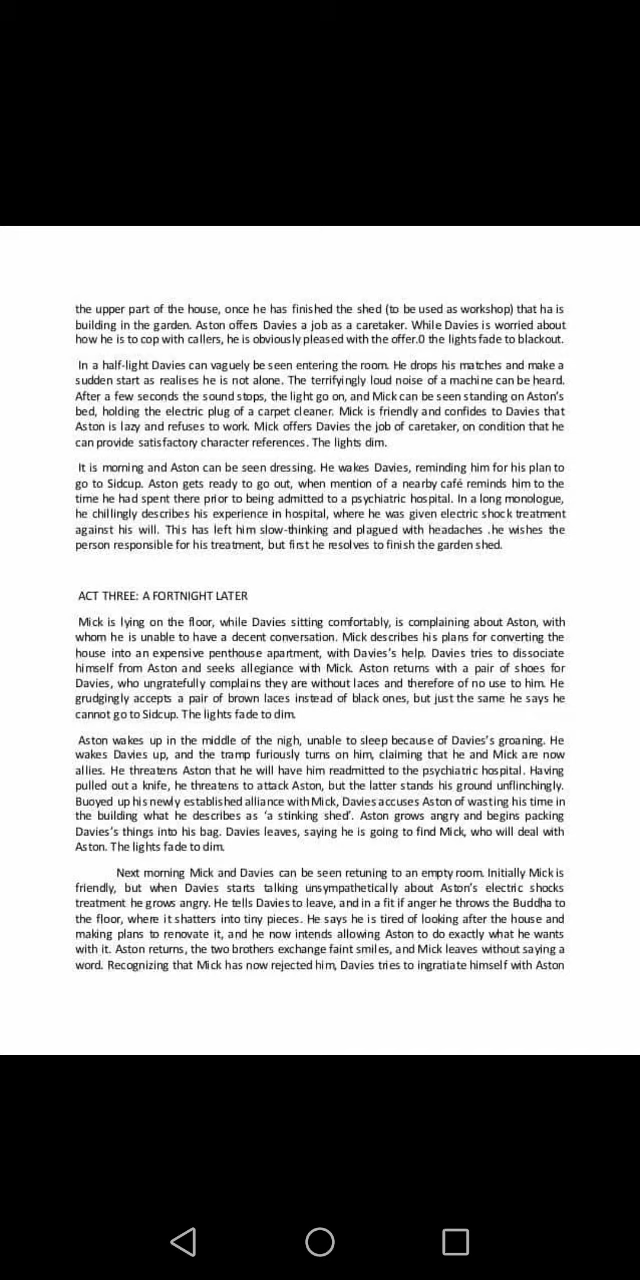 the upper part of the house, once he has finished the shed (to be used as workshop) that ha is
building in the garden. Aston offers Davies a job as a caretaker. While Davies is worried about
how he is to cop with callers, he is obviously pleased with the offer.0 the lights fade to blackout.
In a half-light Davies can vaguely be seen entering the room. He drops his matches and make a
sudden start as realises he is not alone. The terrifyingly loud noise of a machine can be heard.
After a few seconds the sound stops, the light go on, and Mick can be seen standing on Aston's
bed, holding the electric plug of a carpet cleaner. Mick is friendly and confides to Davies that
Aston is lazy and refuses to work. Mick offers Davies the job of caretaker, on condition that he
can provide satisfactory character references. The lights dim.
It is morning and Aston can be seen dressing. He wakes Davies, reminding him for his plan to
go to Sidcup. Aston gets ready to go out, when mention of a nearby café reminds him to the
time he had spent there prior to being admitted to a psychiatric hospital. In a long monologue,
he chillingly describes his experience in hospital, where he was given electric shock treatment
against his will. This has left him slow-thinking and plagued with headaches .he wishes the
person responsible for his treatment, but first he resolves to finish the garden shed.
ACT THREE: A FORTNIGHT LATER
Mick is lying on the floor, while Davies sitting comfortably, is complaining about Aston, with
whom he is unable to have a decent conversation. Mick describes his plans for converting the
house into an expensive penthouse apartment, with Davies's help. Davies tries to dissociate
himself from Aston and seeks allegiance with Mick. Aston returns with a pair of shoes for
Davies, who ungratefully complains they are without laces and therefore of no use to him. He
grudgingly accepts a pair of brown laces instead of black ones, but just the same he says he
cannot go to Sidcup. The lights fade to dim.
Aston wakes up in the middle of the nigh, unable to sleep because of Davies's groaning. He
wakes Davies up, and the tramp furiously turns on him, claiming that he and Mick are now
allies. He threatens Aston that he will have him readmitted to the psychiatric hospital. Having
pulled out a knife, he threatens to attack Aston, but the latter stands his ground unflinchingly.
Buoyed up his newly established alliance with Mick, Davies accuses Aston of wasting his time in
the building what he describes as 'a stinking shed'. Aston grows angry and begins packing
Davies's things into his bag. Davies leaves, saying he is going to find Mick, who will deal with
Aston. The lights fade to dim.
Next morning Mick and Davies can be seen retuning to an empty room. Initially Mick is
friendly, but when Davies starts talking unsympathetically about Aston's electric shocks
treatment he grows angry. He tells Davies to leave, and in a fit if anger he throws the Buddha to
the floor, where it shatters into tiny pieces. He says he is tired of looking after the house and
making plans to renovate it, and he now intends allowing Aston to do exactly what he wants
with it. Aston returns, the two brothers exchange faint smiles, and Mick leaves without saying a
word. Recognizing that Mick has now rejected him, Davies tries to ingratiate himself with Aston